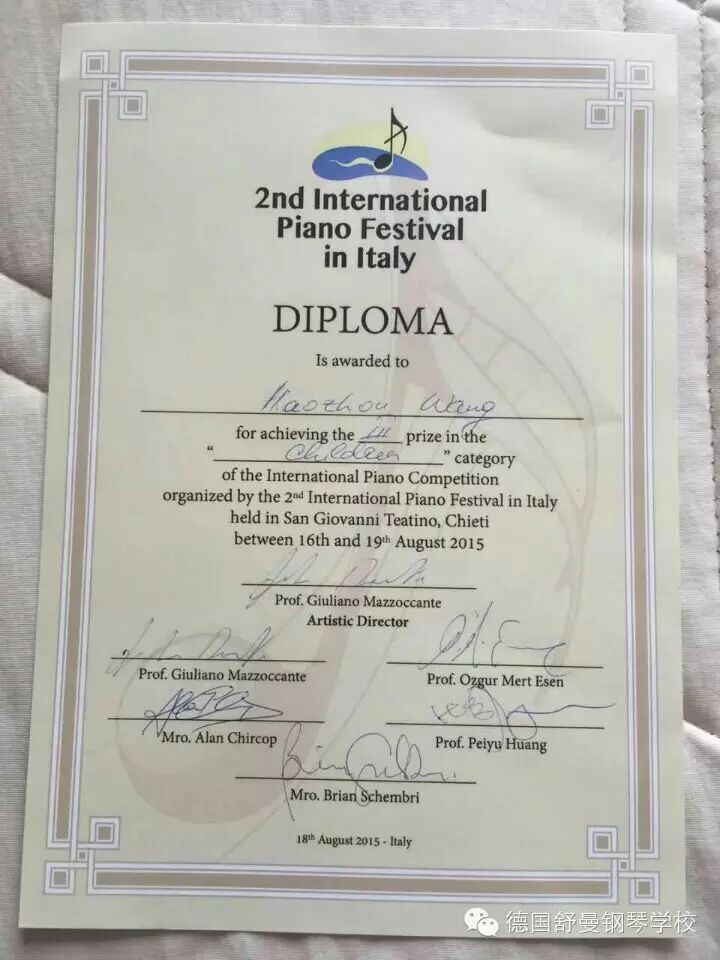 2nd International
Piano Festival
in Italy
DIPLOMA
Is awarded to
Miaozhou Wang
for achieving the III prize in the
“ Children ” category
of the International Piano Competition
organized by the 2nd International Piano Festival in Italy
held in San Giovanni Teatino, Chieti
between 16th and 19th August 2015
Prof. Giuliano Mazzoccante
Artistic Director
Prof. Giuliano Mazzoccante
Prof. Ozgur Mert Esen
Mro. Alan Chircop
Prof. Peiyu Huang
Mro. Brian Schembri
18th August 2015 - Italy
德国舒曼钢琴学校